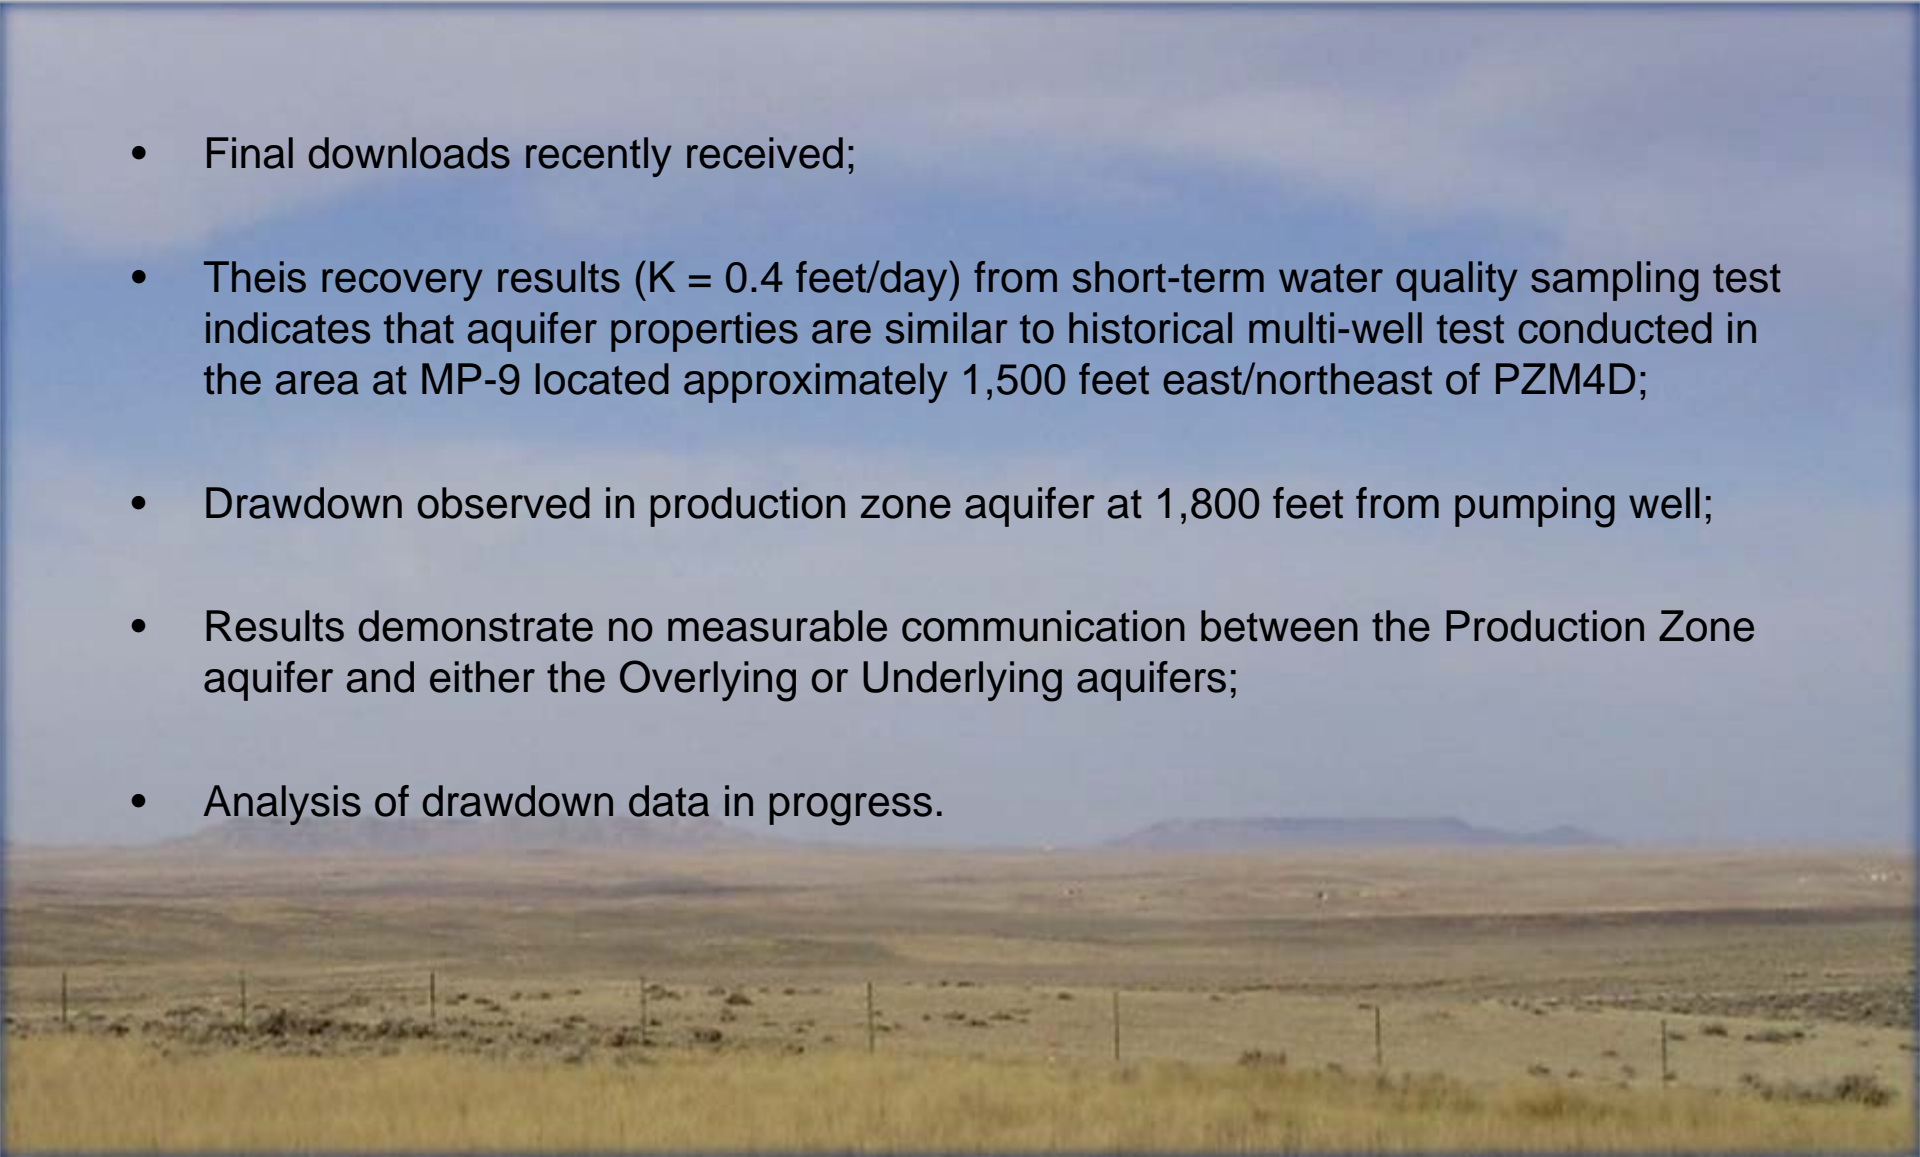 • Final downloads recently received;
• Theis recovery results (K = 0.4 feet/day) from short-term water quality sampling test
indicates that aquifer properties are similar to historical multi-well test conducted in
the area at MP-9 located approximately 1,500 feet east/northeast of PZM4D;
• Drawdown observed in production zone aquifer at 1,800 feet from pumping well;
• Results demonstrate no measurable communication between the Production Zone
aquifer and either the Overlying or Underlying aquifers;
• Analysis of drawdown data in progress.